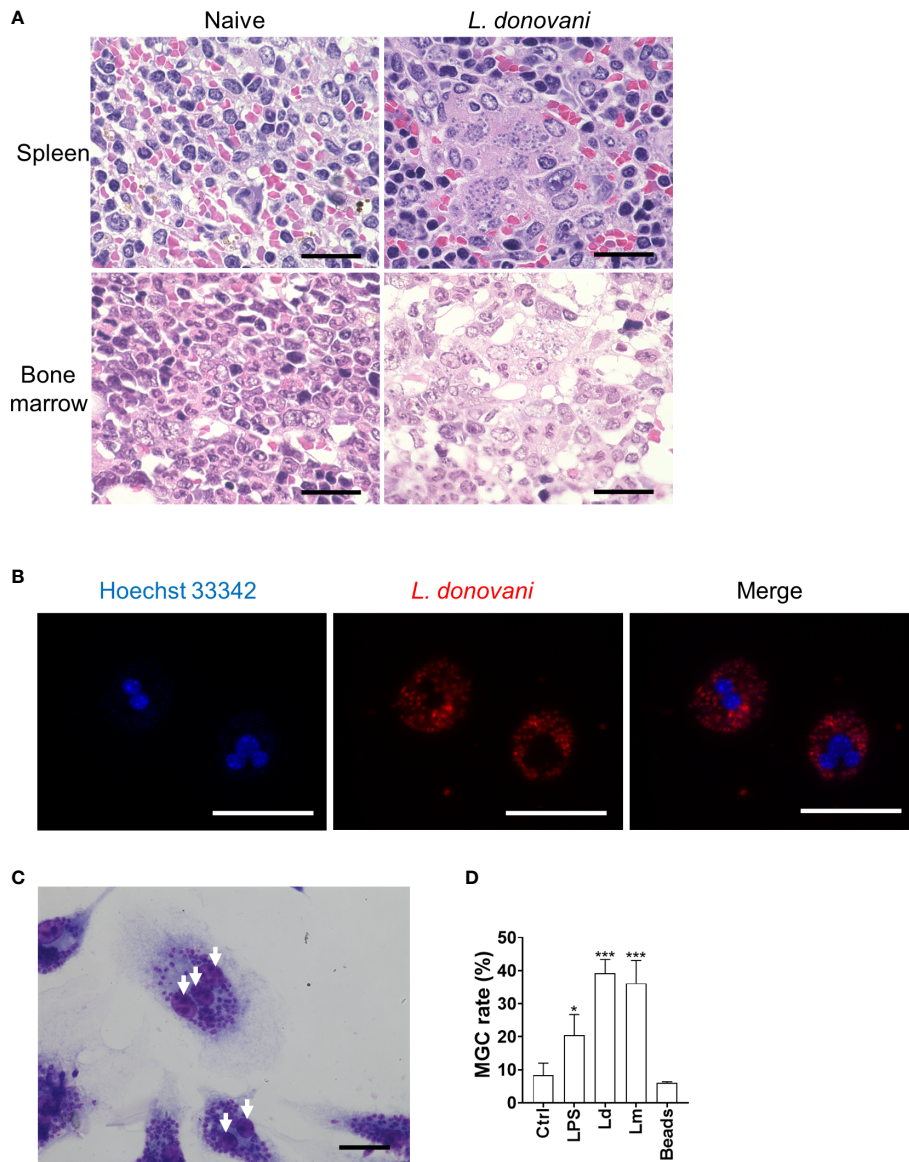 A
Naive
L. donovani
Spleen
Bone
marrow
B
Hoechst 33342
L. donovani
Merge
C
D
MGC rate (%)
50
40
30
20
10
0
*
***
***
Ctrl
LPS
Ld
Lm
Beads